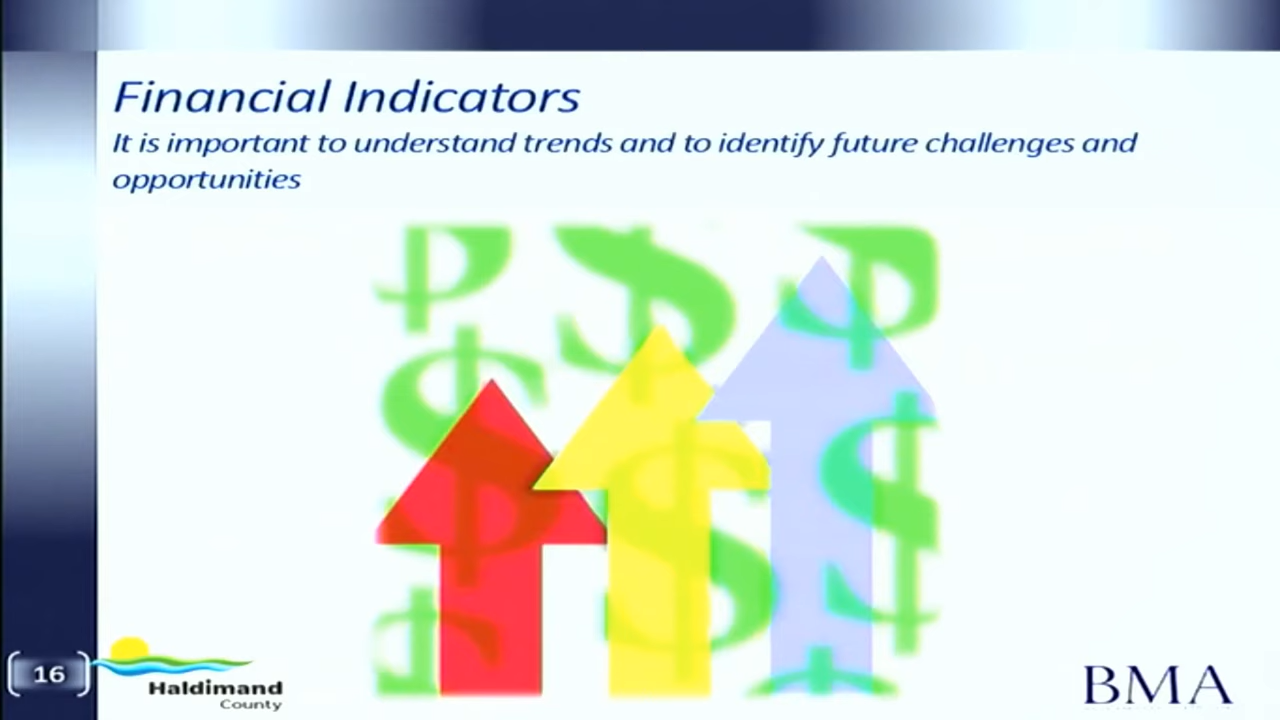 Financial Indicators
It is important to understand trends and to identify future challenges and
opportunities
16
Haldimand
County
BMA